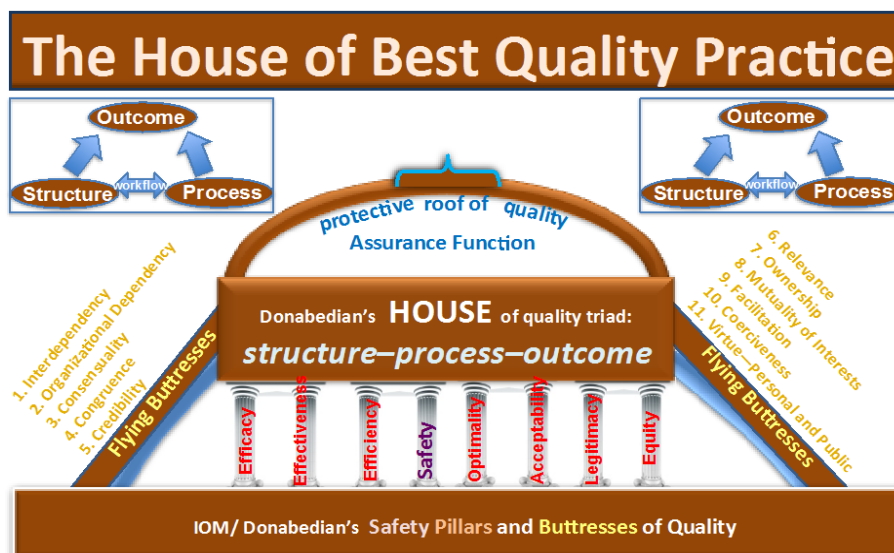 The House of Best Quality Practice
Outcome
Structure
workflow
Process
Outcome
Structure
workflow
Process
protective roof of quality
Assurance Function
1. Interdependency
2. Organizational Dependency
3. Consensuality
4. Congruence
5. Credibility
Flying Buttresses
6. Relevance
7. Ownership
8. Mutuality of Interests
9. Facilitation
10. Coerciveness
11. Virtue—personal and Public
Flying Buttresses
Donabedian's HOUSE of quality triad:
structure–process–outcome
Efficacy
Effectiveness
Efficiency
Safety
Optimality
Acceptability
Legitimacy
Equity
IOM/ Donabedian's Safety Pillars and Buttresses of Quality